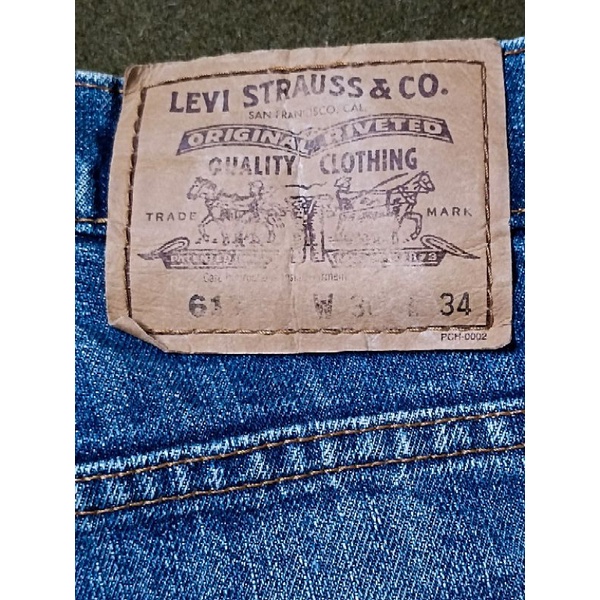 LEVI STRAUSS & CO.
SAN FRANCISCO, CAL.
ORIGINAL RIVETED
QUALITY CLOTHING
TRADE MARK
W L 34
PCH-0002